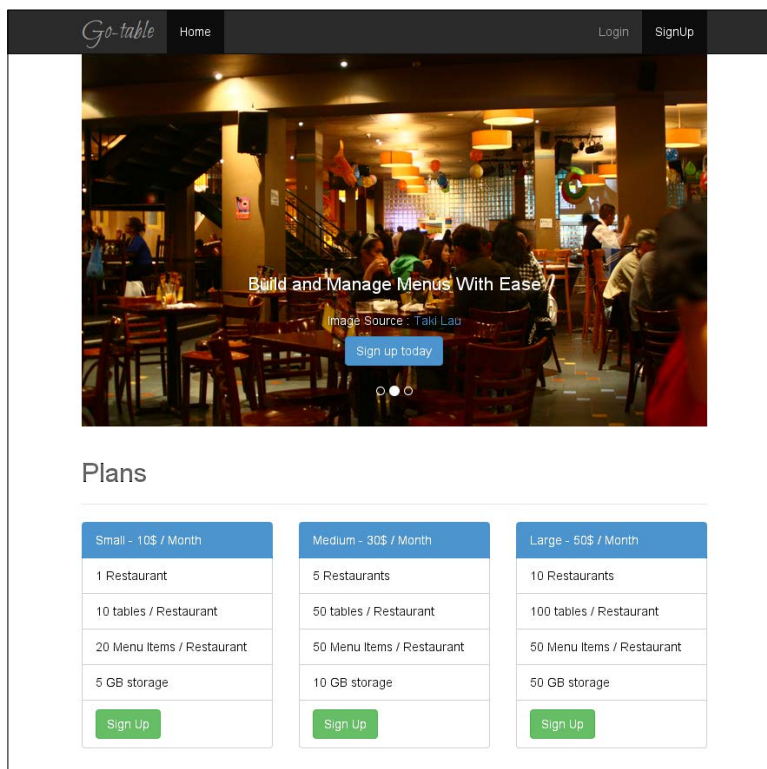 Go-table Home Login SignUp
Build and Manage Menus With Ease
Image Source : Taki Lau
Sign up today
Plans
Small - 10$ / Month
1 Restaurant
10 tables / Restaurant
20 Menu Items / Restaurant
5 GB storage
Sign Up
Medium - 30$ / Month
5 Restaurants
50 tables / Restaurant
50 Menu Items / Restaurant
10 GB storage
Sign Up
Large - 50$ / Month
10 Restaurants
100 tables / Restaurant
50 Menu Items / Restaurant
50 GB storage
Sign Up